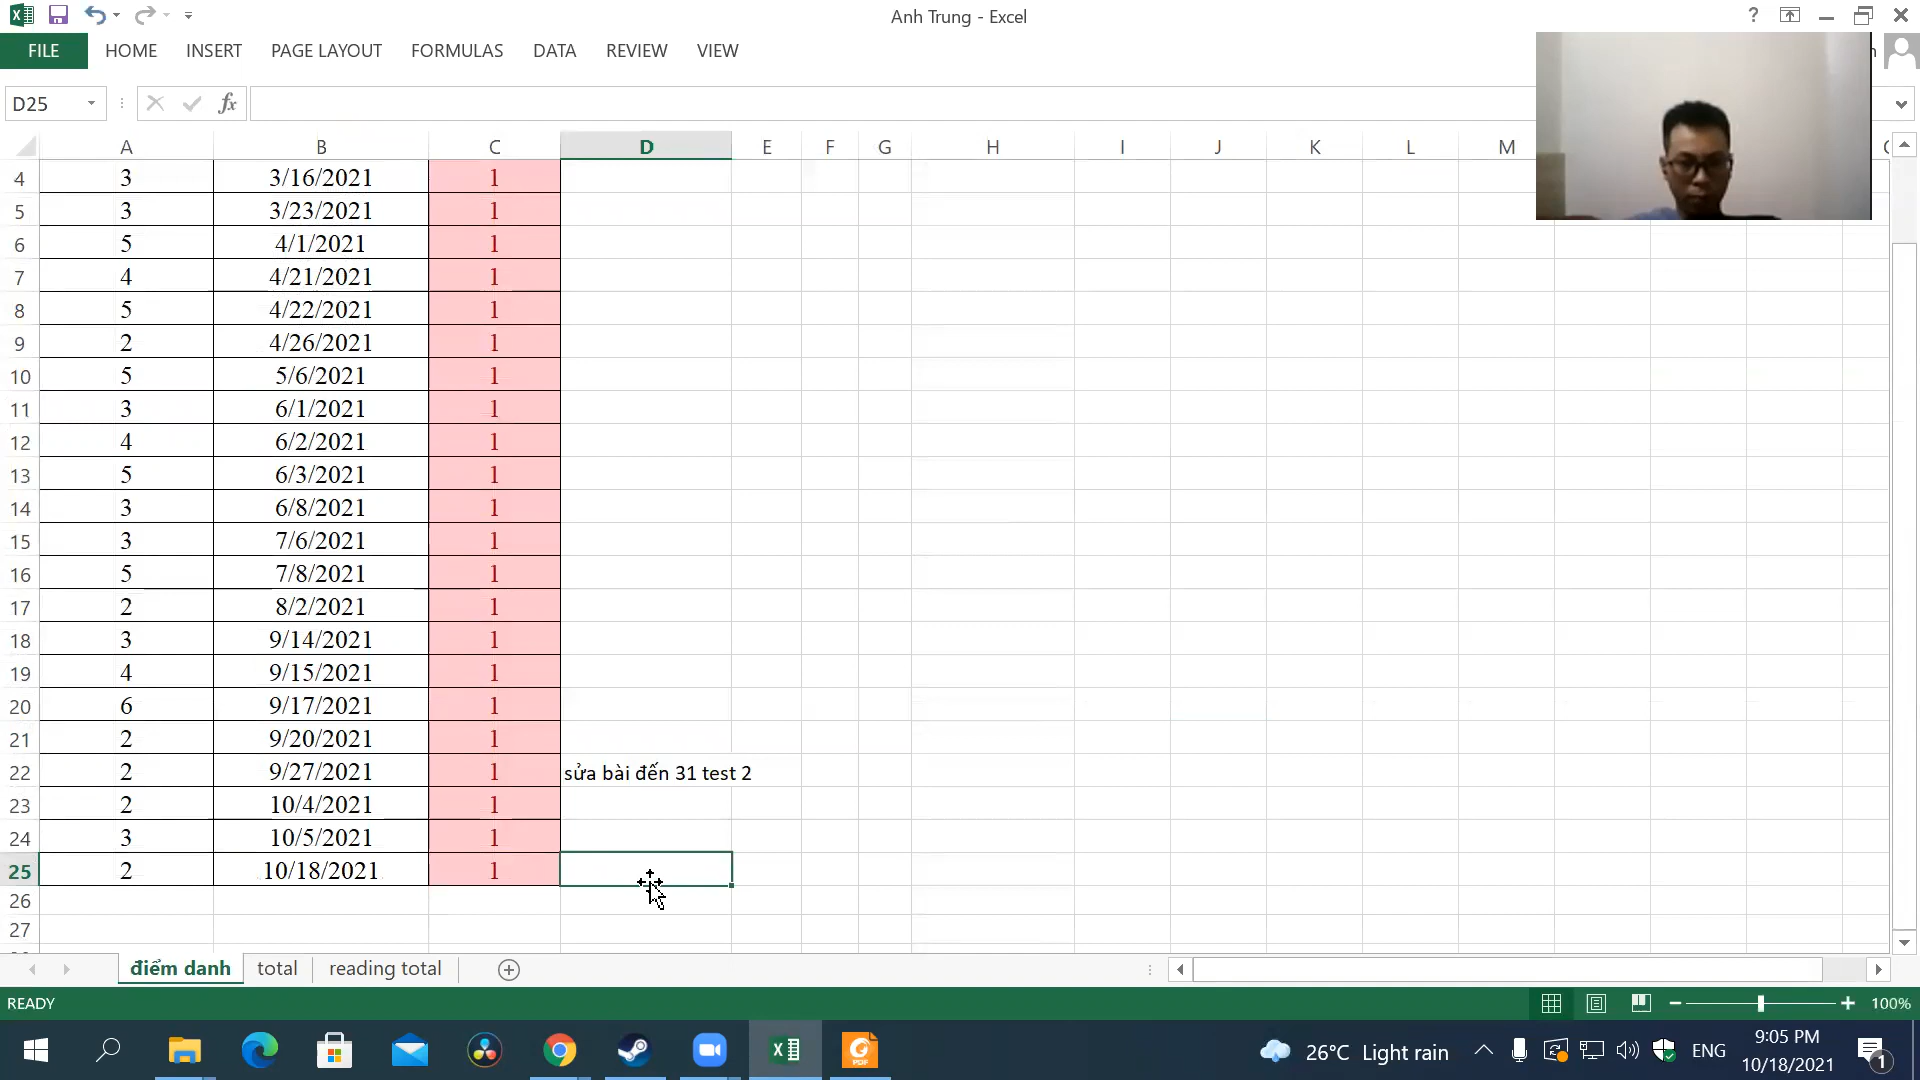 Anh Trung - Excel
?
FILE HOME INSERT PAGE LAYOUT FORMULAS DATA REVIEW VIEW
D25 fx
A B C D E F G H I J K L M
4 3 3/16/2021 1
5 3 3/23/2021 1
6 5 4/1/2021 1
7 4 4/21/2021 1
8 5 4/22/2021 1
9 2 4/26/2021 1
10 5 5/6/2021 1
11 3 6/1/2021 1
12 4 6/2/2021 1
13 5 6/3/2021 1
14 3 6/8/2021 1
15 3 7/6/2021 1
16 5 7/8/2021 1
17 2 8/2/2021 1
18 3 9/14/2021 1
19 4 9/15/2021 1
20 6 9/17/2021 1
21 2 9/20/2021 1
22 2 9/27/2021 1 sửa bài đến 31 test 2
23 2 10/4/2021 1
24 3 10/5/2021 1
25 2 10/18/2021 1
26
27
điểm danh total reading total
READY 100%
26°C Light rain ENG 9:05 PM
10/18/2021 1